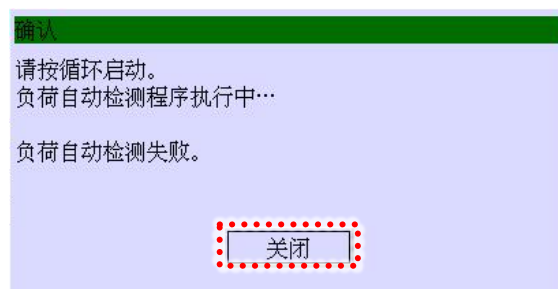 确认
请按循环启动。
负荷自动检测程序执行中…
负荷自动检测失败。
关闭